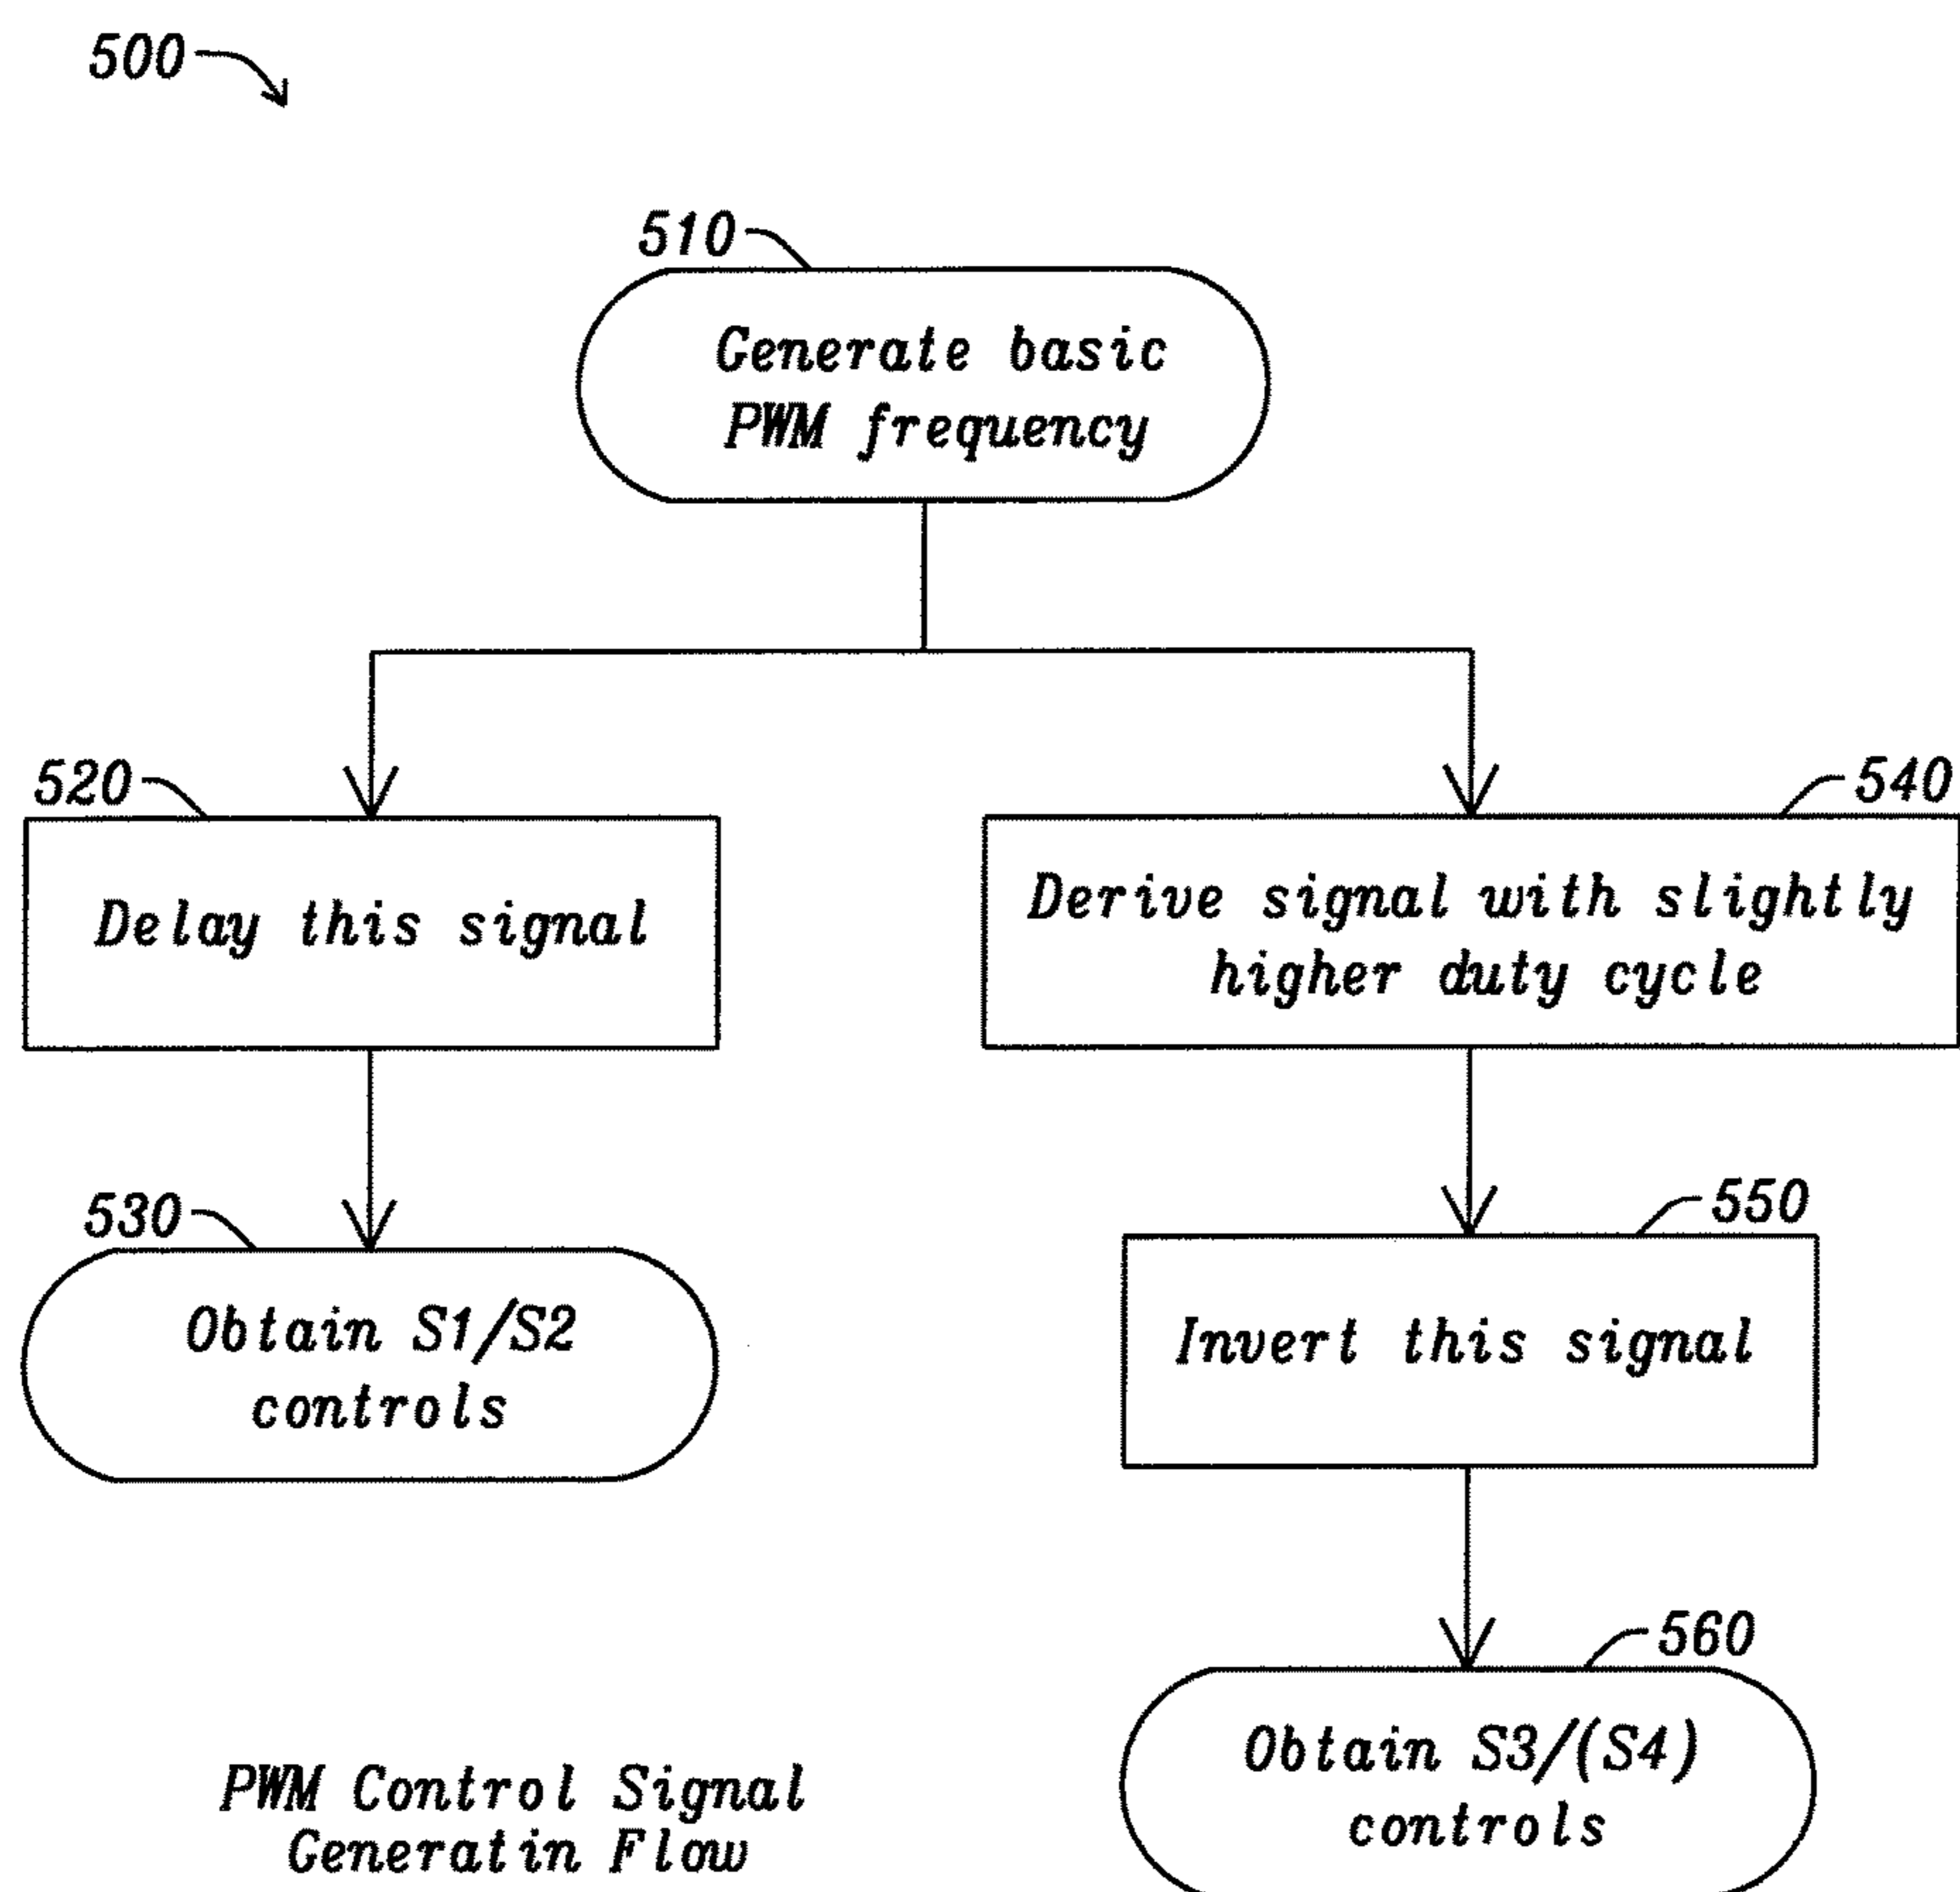 500
510
Generate basic
PWM frequency
520
Delay this signal
540
Derive signal with slightly
higher duty cycle
530
Obtain S1/S2
controls
550
Invert this signal
560
Obtain S3/(S4)
controls
PWM Control Signal
Generatin Flow